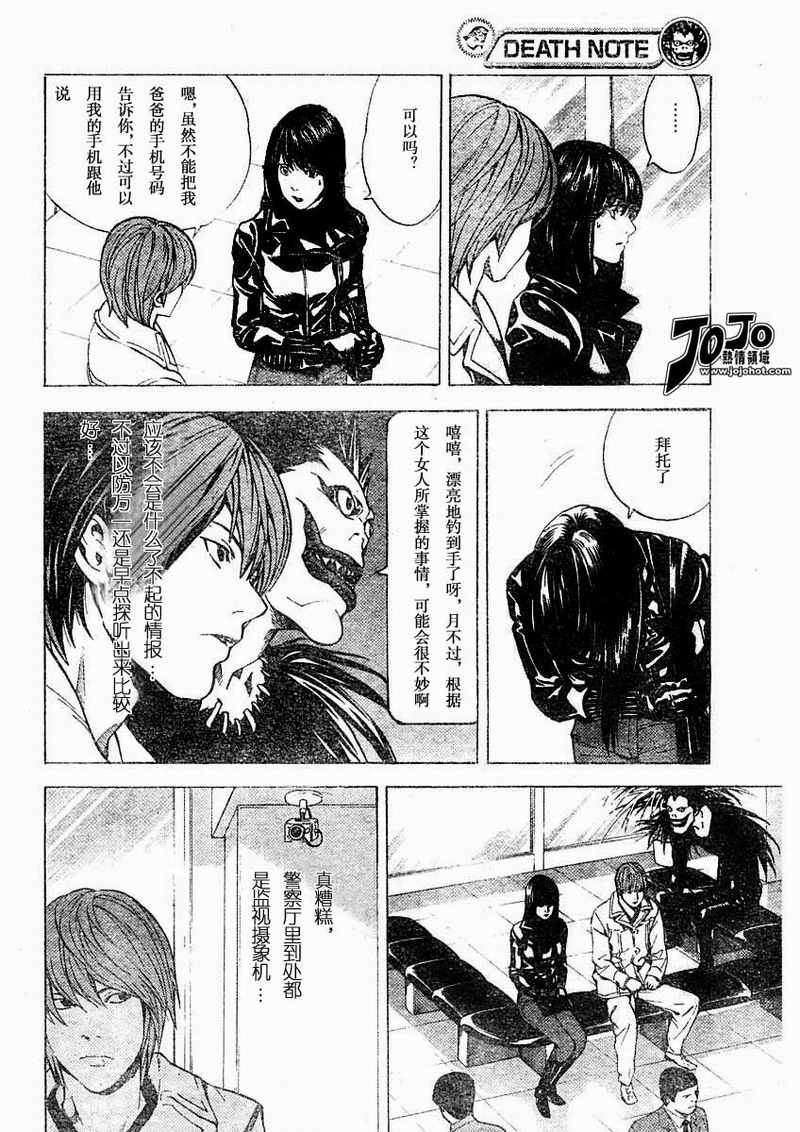 DEATH NOTE
……
可以吗?
嗯，虽然不能把我
爸爸的手机号码
告诉你，不过可以
用我的手机跟他
说
JOJO
熱情領域
www.jojohot.com
拜托了
嘻嘻，漂亮地钓到手了呀，月不过，根据
这个女人所掌握的事情，可能会很不妙啊
应该不会是什么了不起的情报…
不过以防万一还是早点探听出来比较
好…
真糟糕，
警察厅里到处都
是监视摄象机…